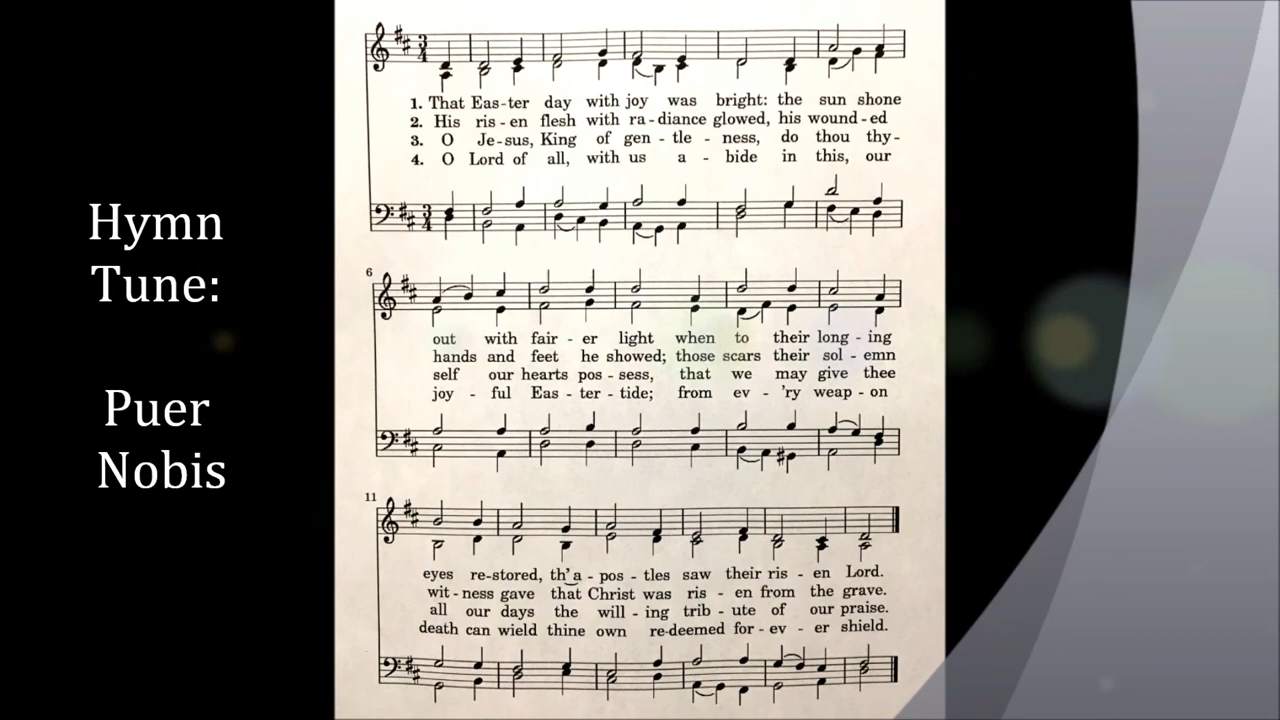 Hymn
Tune:
Puer
Nobis
1. That Eas-ter day with joy was bright: the sun shone
2. His ris-en flesh with ra-diance glowed, his wound-ed
3. O Je-sus, King of gen-tle-ness, do thou thy-
4. O Lord of all, with us a-bide in this, our
6
out with fair-er light when to their long-ing
hands and feet he showed; those scars their sol-emn
self our hearts pos-sess, that we may give thee
joy-ful Eas-ter-tide; from ev-'ry weap-on
11
eyes re-stored, th' a-pos-tles saw their ris-en Lord.
wit-ness gave that Christ was ris-en from the grave.
all our days the will-ing trib-ute of our praise.
death can wield thine own re-deemed for-ev-er shield.